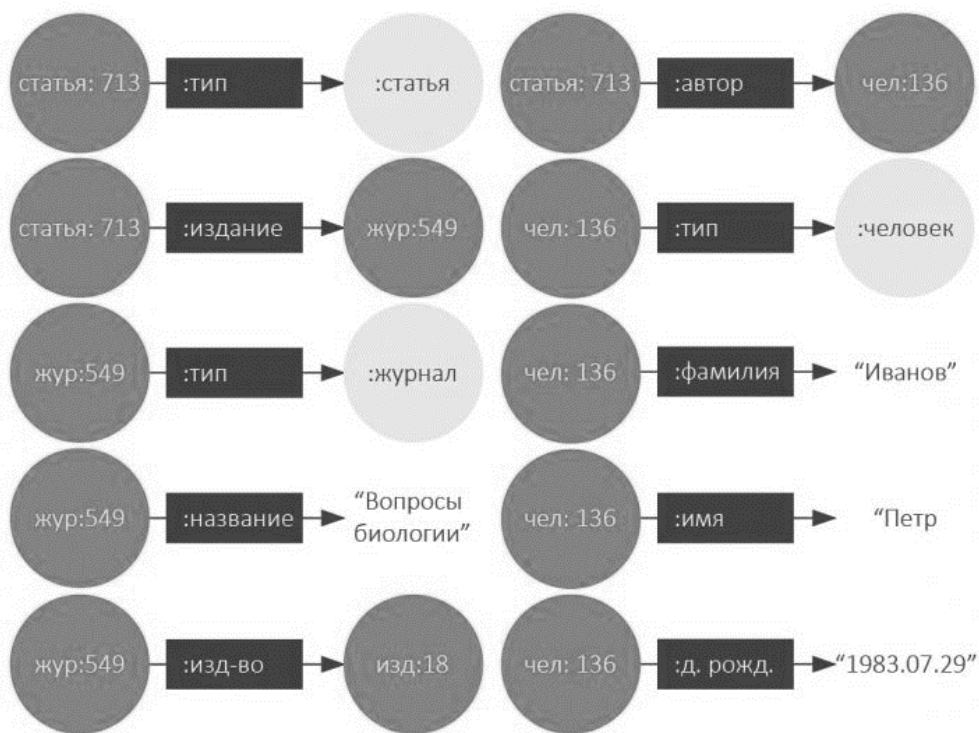 статья: 713 :тип :статья статья: 713 :автор чел:136
статья: 713 :издание жур:549 чел: 136 :тип :человек
жур:549 :тип :журнал чел: 136 :фамилия “Иванов”
жур:549 :название “Вопросы
биологии” чел: 136 :имя “Петр
жур:549 :изд-во изд:18 чел: 136 :д. рожд. “1983.07.29”